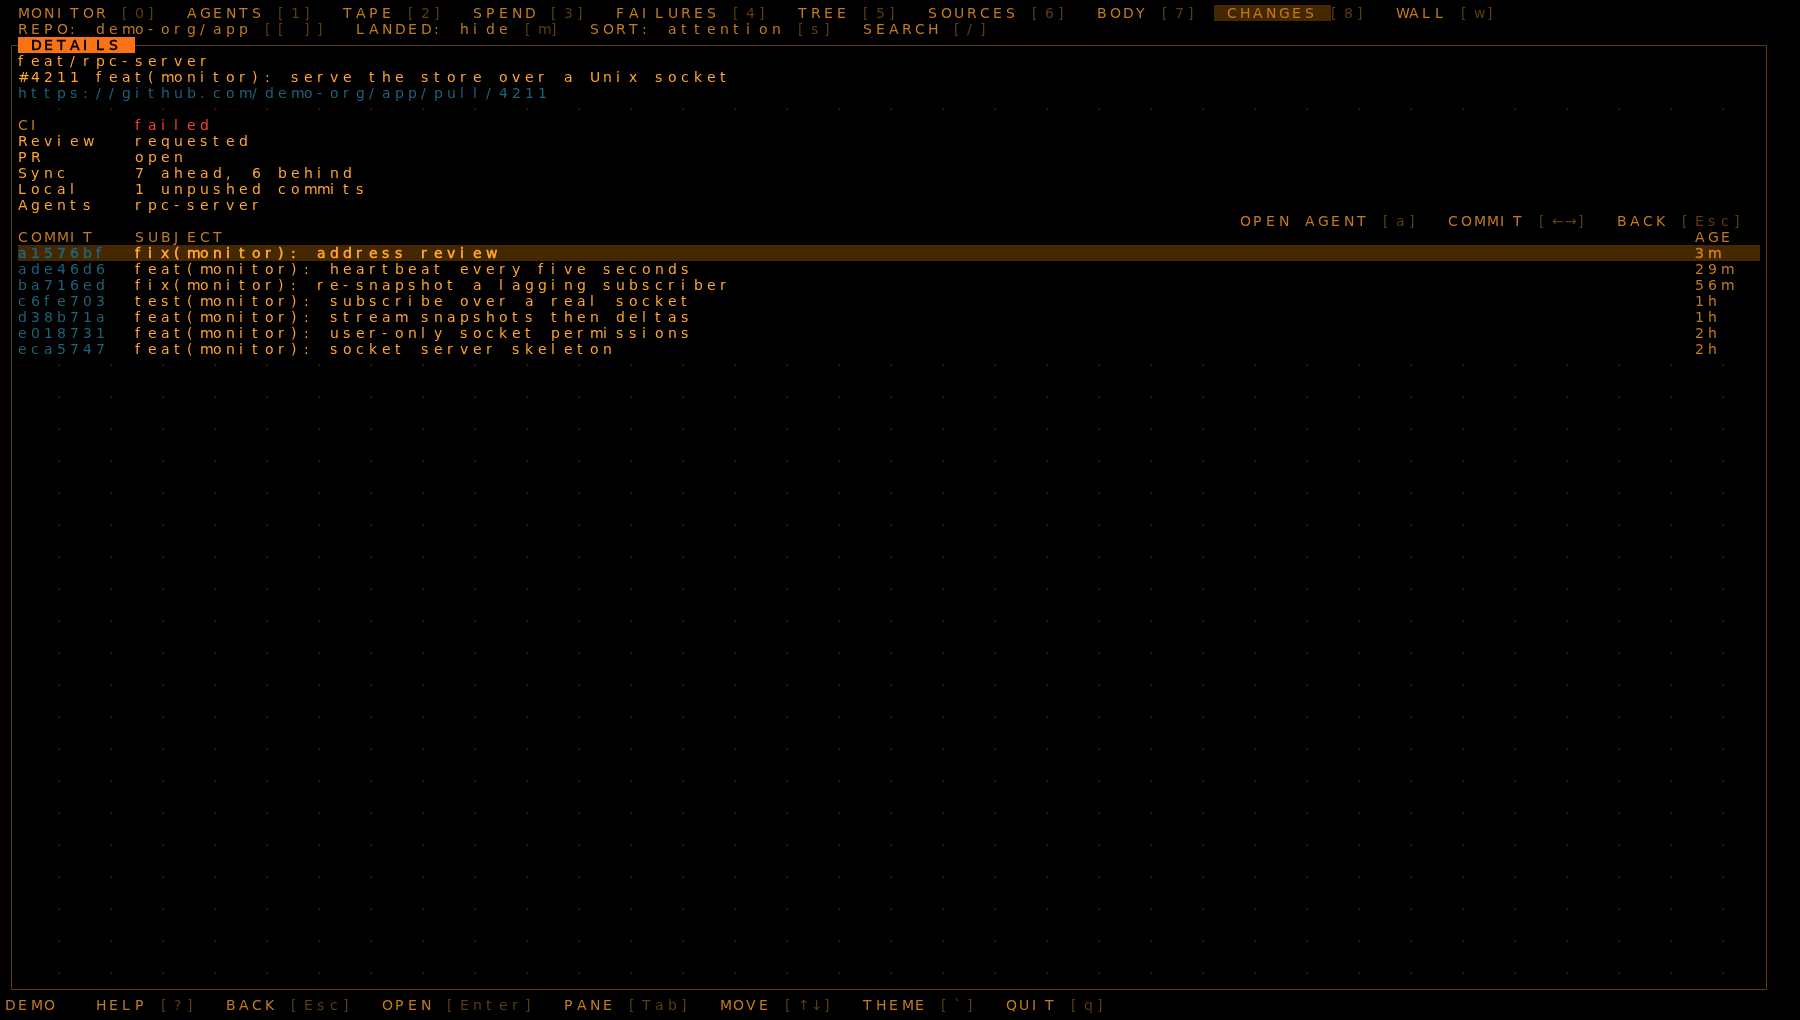 MONITOR [0] AGENTS [1] TAPE [2] SPEND [3] FAILURES [4] TREE [5] SOURCES [6] BODY [7] CHANGES [8] WALL [w]
REPO: demo-org/app [[ ]] LANDED: hide [m] SORT: attention [s] SEARCH [/]
DETAILS
feat/rpc-server
#4211 feat(monitor): serve the store over a Unix socket
https://github.com/demo-org/app/pull/4211
CI failed
Review requested
PR open
Sync 7 ahead, 6 behind
Local 1 unpushed commits
Agents rpc-server
OPEN AGENT [a] COMMIT [←→] BACK [Esc]
COMMIT SUBJECT AGE
a1576bf fix(monitor): address review 3m
ade46d6 feat(monitor): heartbeat every five seconds 29m
ba716ed fix(monitor): re-snapshot a lagging subscriber 56m
c6fe703 test(monitor): subscribe over a real socket 1h
d38b71a feat(monitor): stream snapshots then deltas 1h
e018731 feat(monitor): user-only socket permissions 2h
eca5747 feat(monitor): socket server skeleton 2h
DEMO HELP [?] BACK [Esc] OPEN [Enter] PANE [Tab] MOVE [↑↓] THEME [`] QUIT [q]